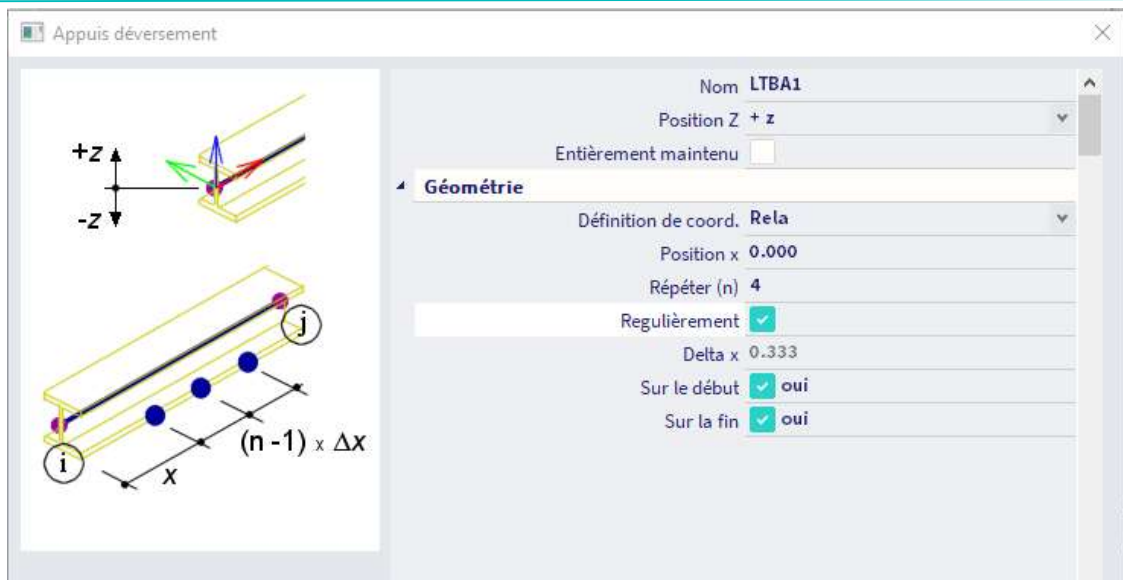 Appuis déversement
Nom LTBA1
Position Z + z
Entièrement maintenu
Géométrie
Définition de coord. Rela
Position x 0.000
Répéter (n) 4
Regulièrement
Delta x 0.333
Sur le début oui
Sur la fin oui
+z
-z
j
i
x
(n -1) x Δx